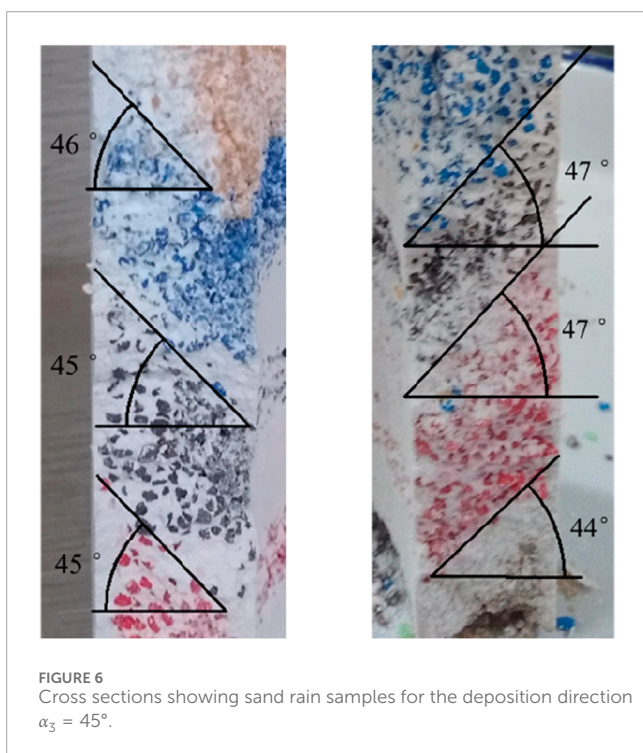 46°
45°
45°
47°
47°
44°
FIGURE 6
Cross sections showing sand rain samples for the deposition direction
α₃ = 45°.